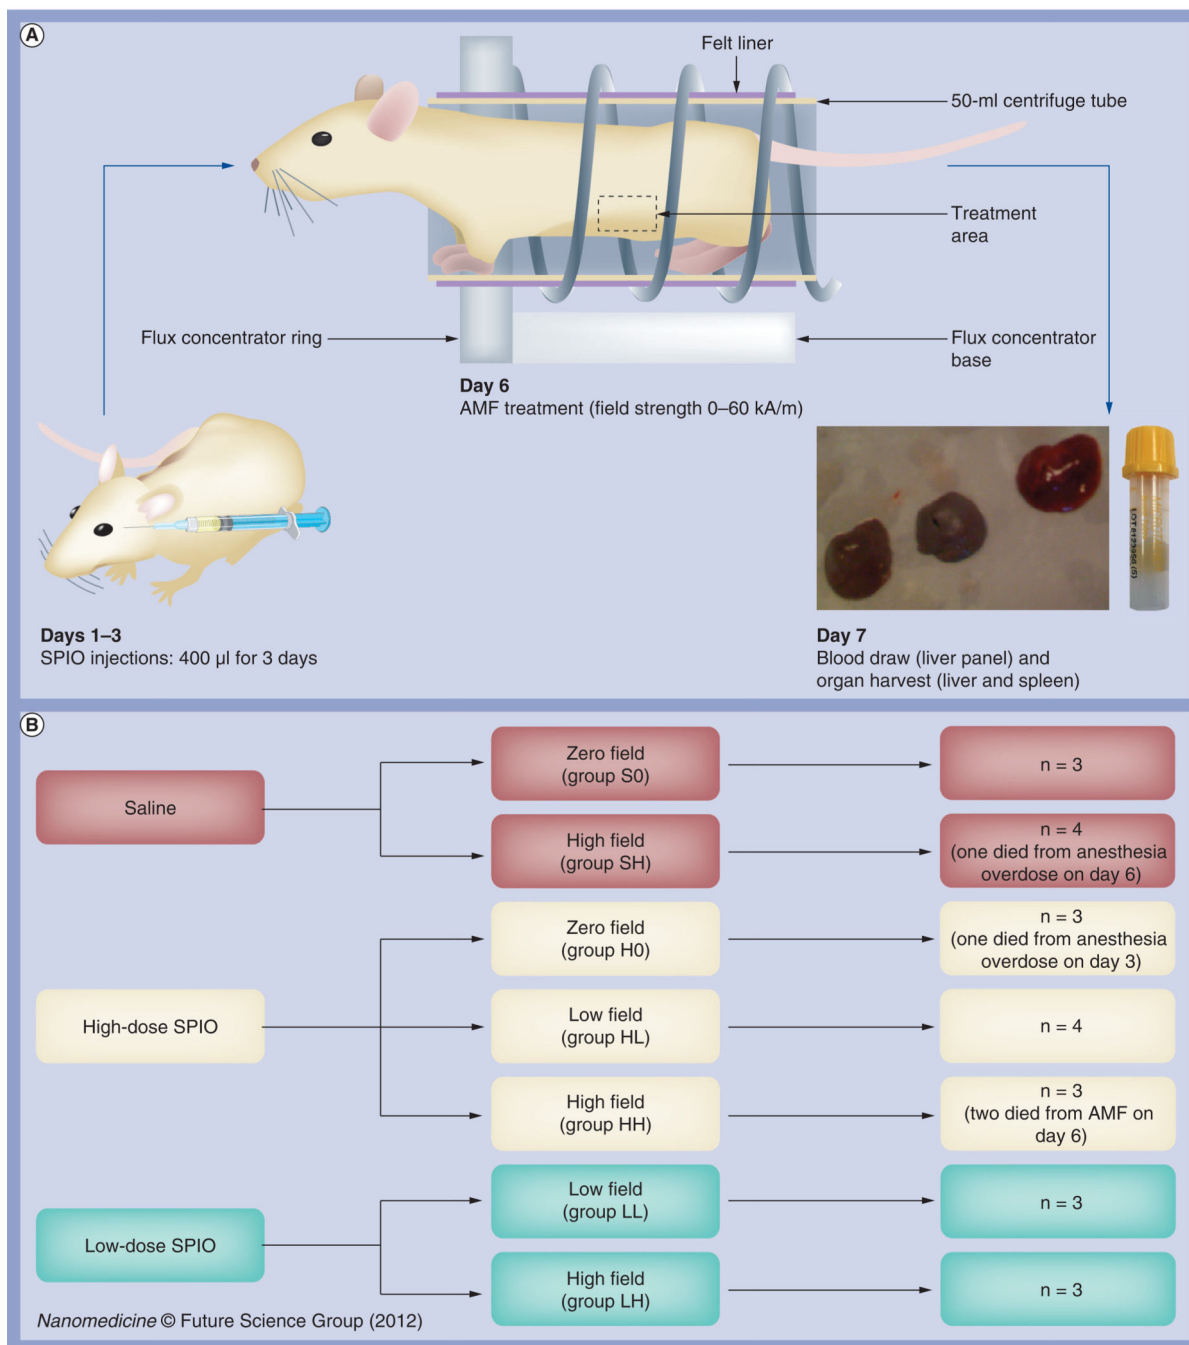 A
Felt liner
50-ml centrifuge tube
Treatment
area
Flux concentrator ring
Flux concentrator
base
Day 6
AMF treatment (field strength 0–60 kA/m)
Days 1–3
SPIO injections: 400 µl for 3 days
Day 7
Blood draw (liver panel) and
organ harvest (liver and spleen)
B
Saline
Zero field
(group S0)
n = 3
High field
(group SH)
n = 4
(one died from anesthesia
overdose on day 6)
High-dose SPIO
Zero field
(group H0)
n = 3
(one died from anesthesia
overdose on day 3)
Low field
(group HL)
n = 4
High field
(group HH)
n = 3
(two died from AMF on
day 6)
Low-dose SPIO
Low field
(group LL)
n = 3
High field
(group LH)
n = 3
Nanomedicine © Future Science Group (2012)